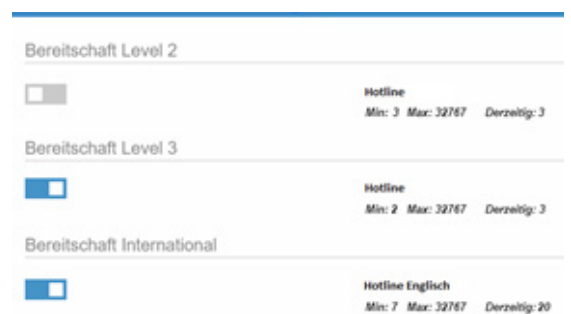 Bereitschaft Level 2
Hotline
Min: 3 Max: 32767 Derzeitig: 3
Bereitschaft Level 3
Hotline
Min: 2 Max: 32767 Derzeitig: 3
Bereitschaft International
Hotline Englisch
Min: 7 Max: 32767 Derzeitig: 20